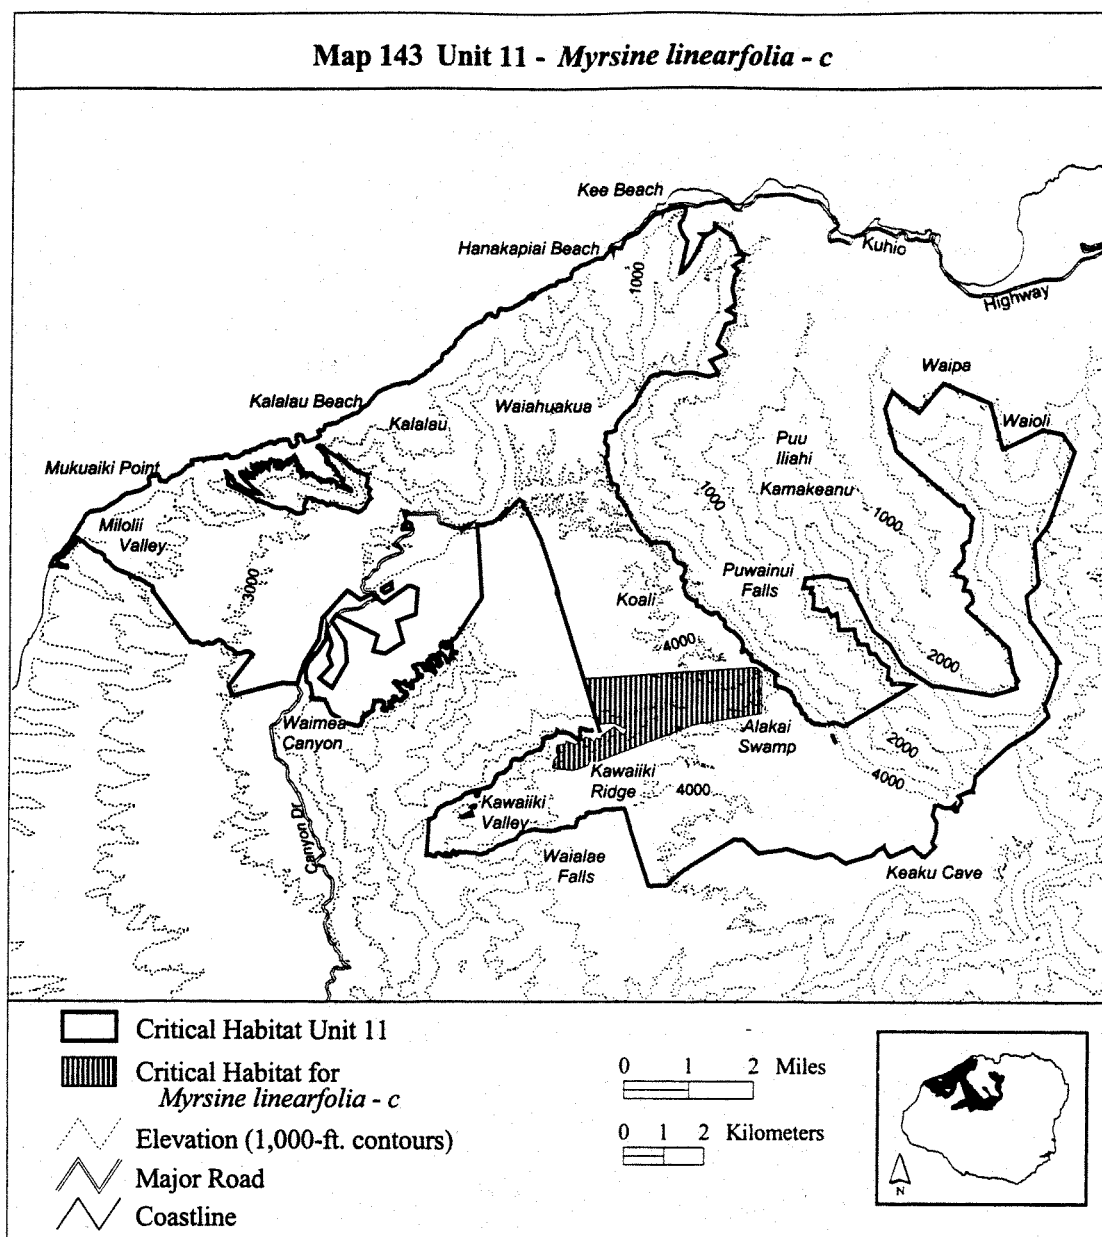 Map 143 Unit 11 - Myrsine linearfolia - c
Kee Beach
Hanakapiai Beach
Kuhio
Highway
1000
Waipa
Kalalau Beach
Waiahuakua
Kalalau
Waioli
Puu
Iliahi
Mukuaiki Point
Kamakeanu
1000
1000
Milolii
Valley
Puwainui
Falls
3000
Koali
4000
2000
Waimea
Canyon
Alakai
Swamp
2000
Kawaiiki
Ridge
4000
4000
Kawaiiki
Valley
Canyon Dr
Waialae
Falls
Keaku Cave
Critical Habitat Unit 11
Critical Habitat for
Myrsine linearfolia - c
Elevation (1,000-ft. contours)
Major Road
Coastline
0 1 2 Miles
0 1 2 Kilometers
N